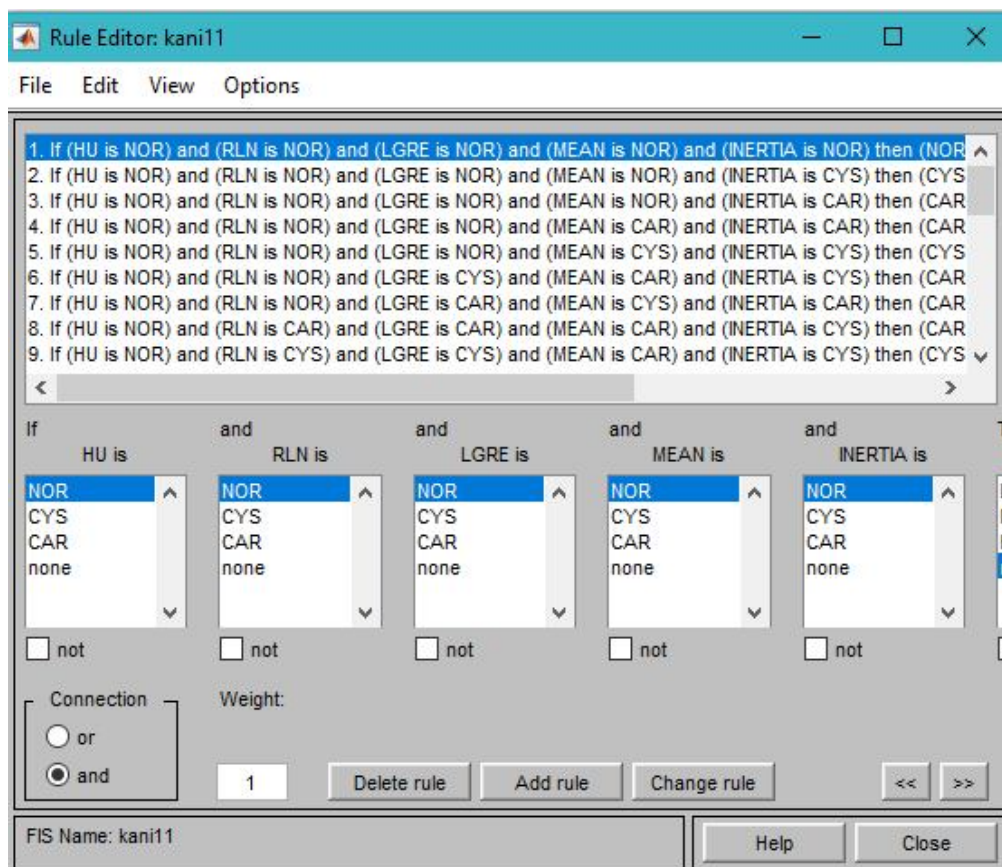 Rule Editor: kani11
File Edit View Options
1. If (HU is NOR) and (RLN is NOR) and (LGRE is NOR) and (MEAN is NOR) and (INERTIA is NOR) then (NOR
2. If (HU is NOR) and (RLN is NOR) and (LGRE is NOR) and (MEAN is NOR) and (INERTIA is CYS) then (CYS
3. If (HU is NOR) and (RLN is NOR) and (LGRE is NOR) and (MEAN is NOR) and (INERTIA is CAR) then (CAR
4. If (HU is NOR) and (RLN is NOR) and (LGRE is NOR) and (MEAN is CAR) and (INERTIA is CYS) then (CAR
5. If (HU is NOR) and (RLN is NOR) and (LGRE is NOR) and (MEAN is CYS) and (INERTIA is CYS) then (CYS
6. If (HU is NOR) and (RLN is NOR) and (LGRE is CYS) and (MEAN is CAR) and (INERTIA is CYS) then (CAR
7. If (HU is NOR) and (RLN is NOR) and (LGRE is CAR) and (MEAN is CYS) and (INERTIA is CAR) then (CAR
8. If (HU is NOR) and (RLN is CAR) and (LGRE is CAR) and (MEAN is CAR) and (INERTIA is CYS) then (CAR
9. If (HU is NOR) and (RLN is CYS) and (LGRE is CYS) and (MEAN is CAR) and (INERTIA is CYS) then (CYS
If and and and and
HU is RLN is LGRE is MEAN is INERTIA is
NOR NOR NOR NOR NOR
CYS CYS CYS CYS CYS
CAR CAR CAR CAR CAR
none none none none none
not not not not not
Connection Weight:
or
and 1 Delete rule Add rule Change rule << >>
FIS Name: kani11 Help Close